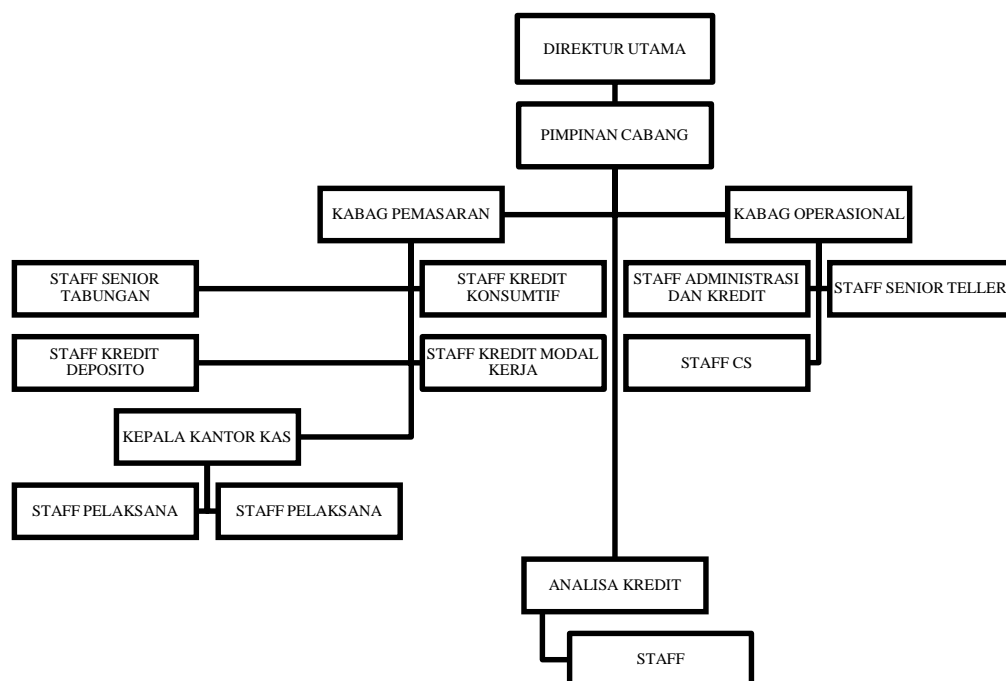 DIREKTUR UTAMA
PIMPINAN CABANG
KABAG PEMASARAN
KABAG OPERASIONAL
STAFF SENIOR
TABUNGAN
STAFF KREDIT
KONSUMTIF
STAFF ADMINISTRASI
DAN KREDIT
STAFF SENIOR TELLER
STAFF KREDIT
DEPOSITO
STAFF KREDIT MODAL
KERJA
STAFF CS
KEPALA KANTOR KAS
STAFF PELAKSANA
STAFF PELAKSANA
ANALISA KREDIT
STAFF